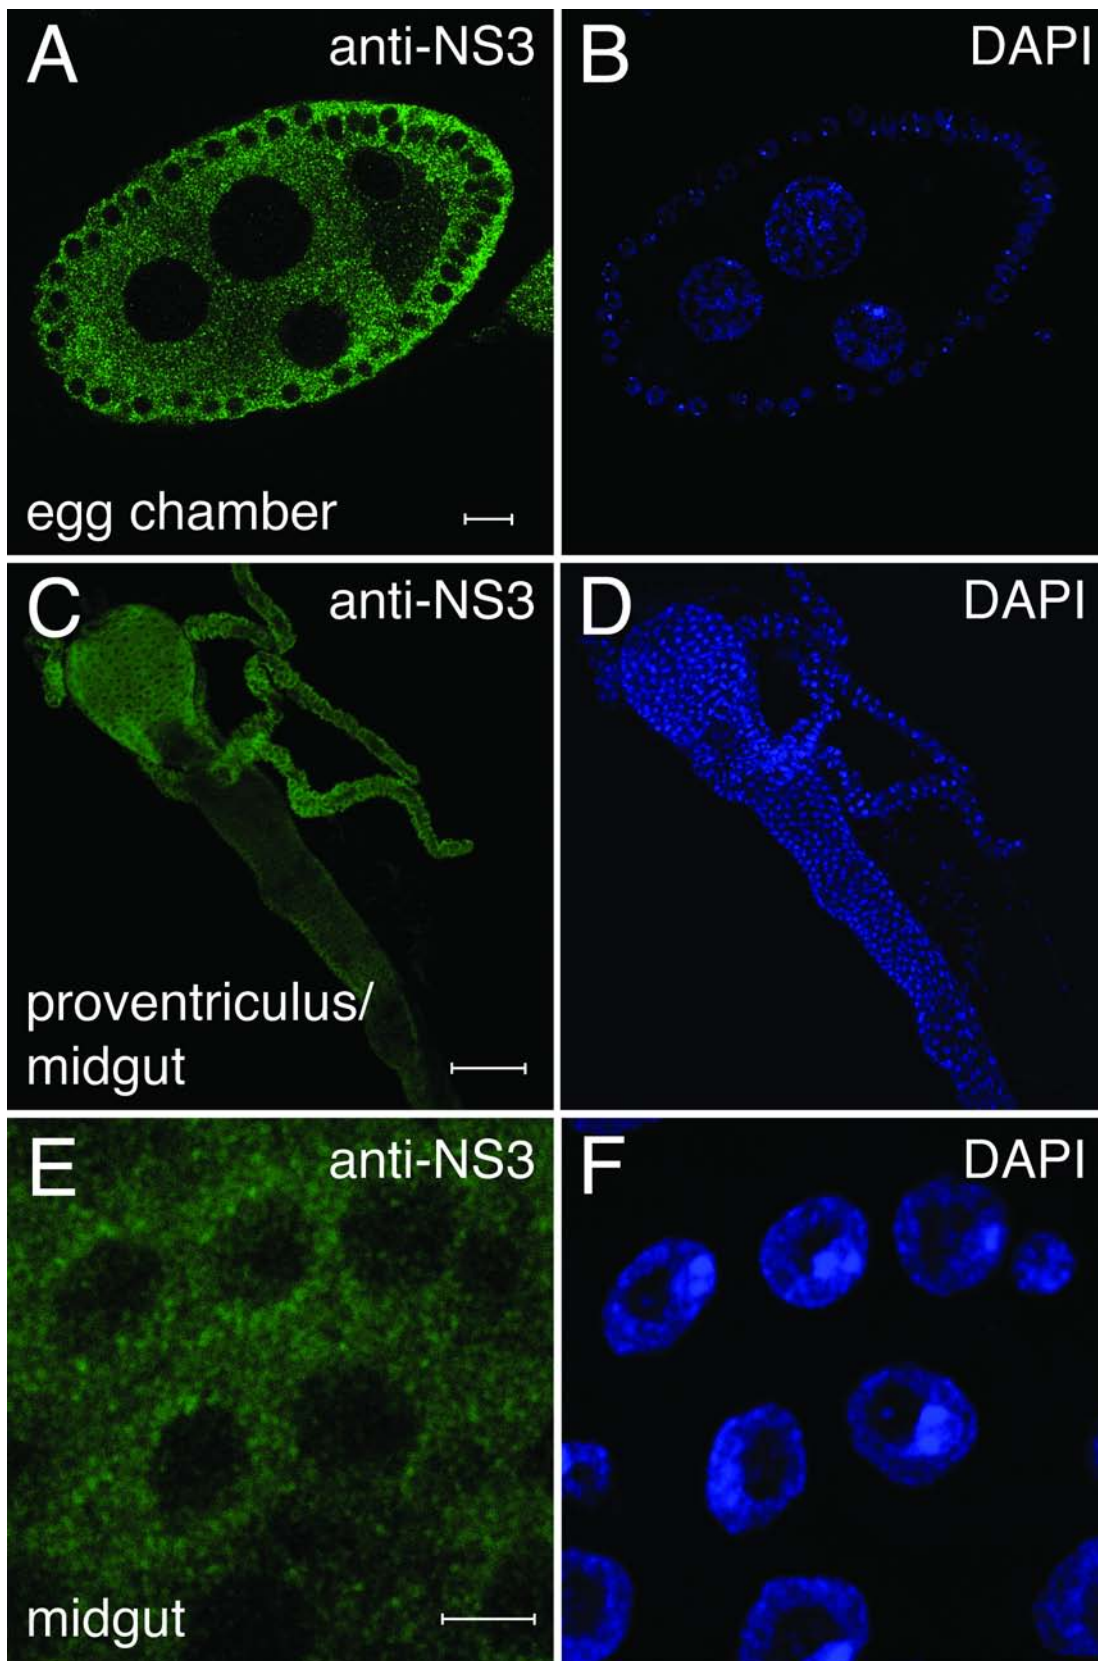 A
anti-NS3
B
DAPI
egg chamber
C
anti-NS3
D
DAPI
proventriculus/
midgut
E
anti-NS3
F
DAPI
midgut